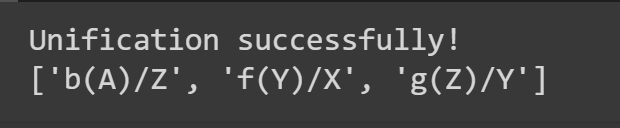 Unification successfully!
['b(A)/Z', 'f(Y)/X', 'g(Z)/Y']